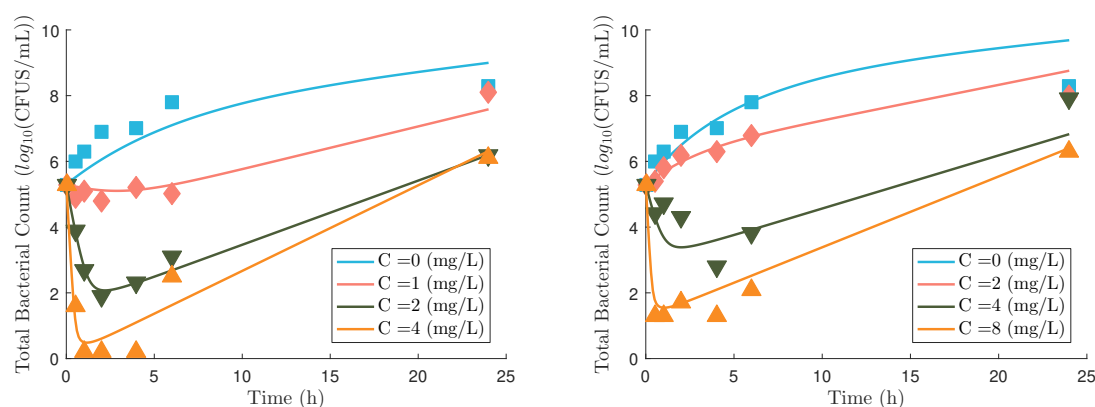 Total Bacterial Count (log10(CFUS/mL))
10
8
6
4
2
0
C =0 (mg/L)
C =1 (mg/L)
C =2 (mg/L)
C =4 (mg/L)
0 5 10 15 20 25
Time (h)
Total Bacterial Count (log10(CFUS/mL))
10
8
6
4
2
0
C =0 (mg/L)
C =2 (mg/L)
C =4 (mg/L)
C =8 (mg/L)
0 5 10 15 20 25
Time (h)